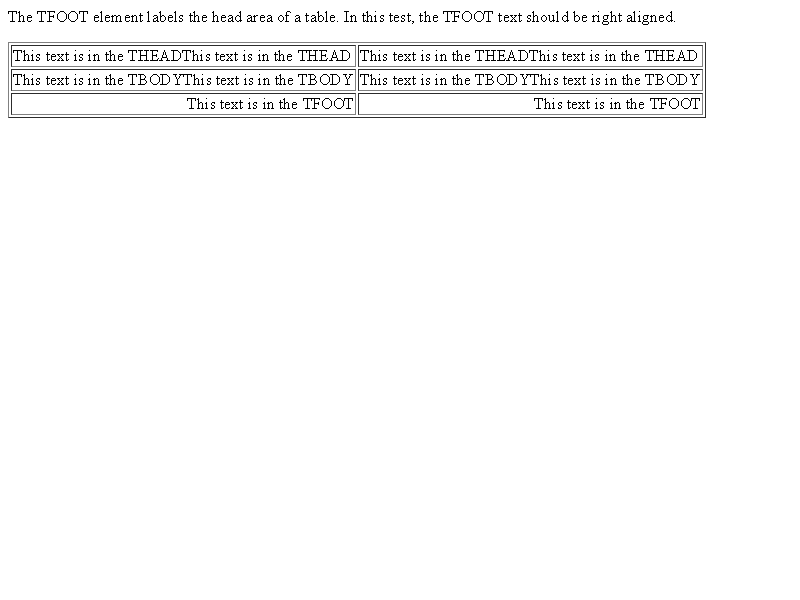 The TFOOT element labels the head area of a table. In this test, the TFOOT text should be right aligned.
This text is in the THEADThis text is in the THEAD This text is in the THEADThis text is in the THEAD
This text is in the TBODYThis text is in the TBODY This text is in the TBODYThis text is in the TBODY
This text is in the TFOOT This text is in the TFOOT